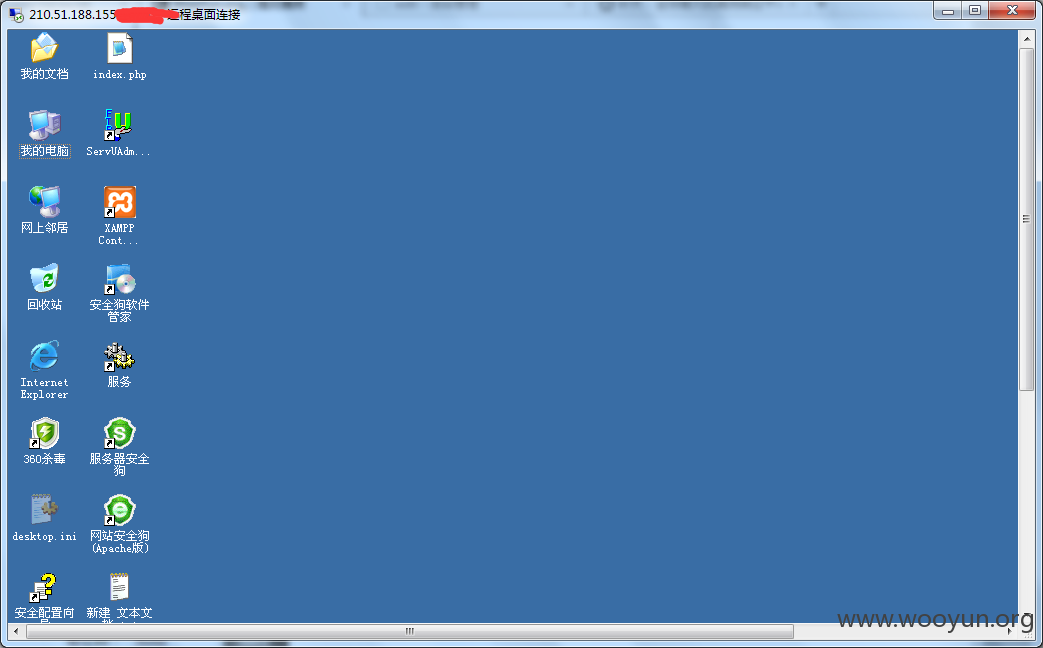 210.51.188.155
远程桌面连接
我的文档
index.php
我的电脑
ServUAdm...
网上邻居
XAMPP
Cont...
回收站
安全狗软件
管家
Internet
Explorer
服务
360杀毒
服务器安全
狗
desktop.ini
网站安全狗
(Apache版)
安全配置向
新建 文本文
www.wooyun.org